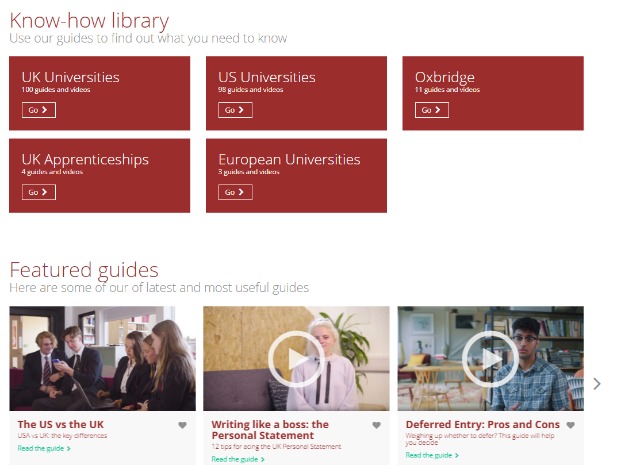 Know-how library
Use our guides to find out what you need to know
UK Universities
100 guides and videos
Go
US Universities
98 guides and videos
Go
Oxbridge
11 guides and videos
Go
UK Apprenticeships
4 guides and videos
Go
European Universities
3 guides and videos
Go
Featured guides
Here are some of our of latest and most useful guides
The US vs the UK
USA vs UK: the key differences
Read the guide
Writing like a boss: the
Personal Statement
12 tips for acing the UK Personal Statement
Read the guide
Deferred Entry: Pros and Cons
Weighing up whether to defer? This guide will help
you decide
Read the guide